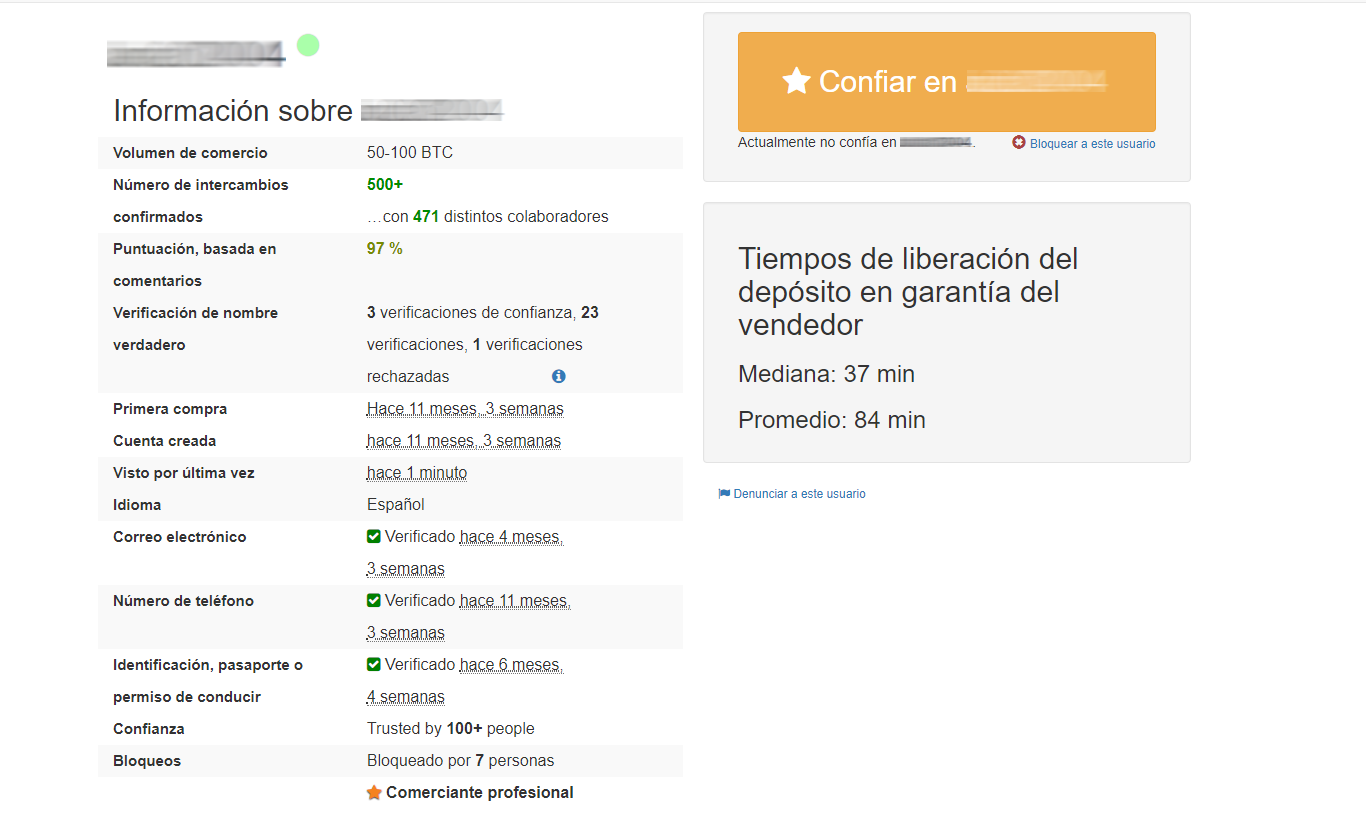 Información sobre
Volumen de comercio 50-100 BTC
Número de intercambios 500+
confirmados …con 471 distintos colaboradores
Puntuación, basada en 97 %
comentarios
Verificación de nombre 3 verificaciones de confianza, 23
verdadero verificaciones, 1 verificaciones
rechazadas
Primera compra Hace 11 meses, 3 semanas
Cuenta creada hace 11 meses, 3 semanas
Visto por última vez hace 1 minuto
Idioma Español
Correo electrónico Verificado hace 4 meses,
3 semanas
Número de teléfono Verificado hace 11 meses,
3 semanas
Identificación, pasaporte o Verificado hace 6 meses,
permiso de conducir 4 semanas
Confianza Trusted by 100+ people
Bloqueos Bloqueado por 7 personas
Comerciante profesional
Confiar en
Actualmente no confía en . Bloquear a este usuario
Tiempos de liberación del
depósito en garantía del
vendedor
Mediana: 37 min
Promedio: 84 min
Denunciar a este usuario